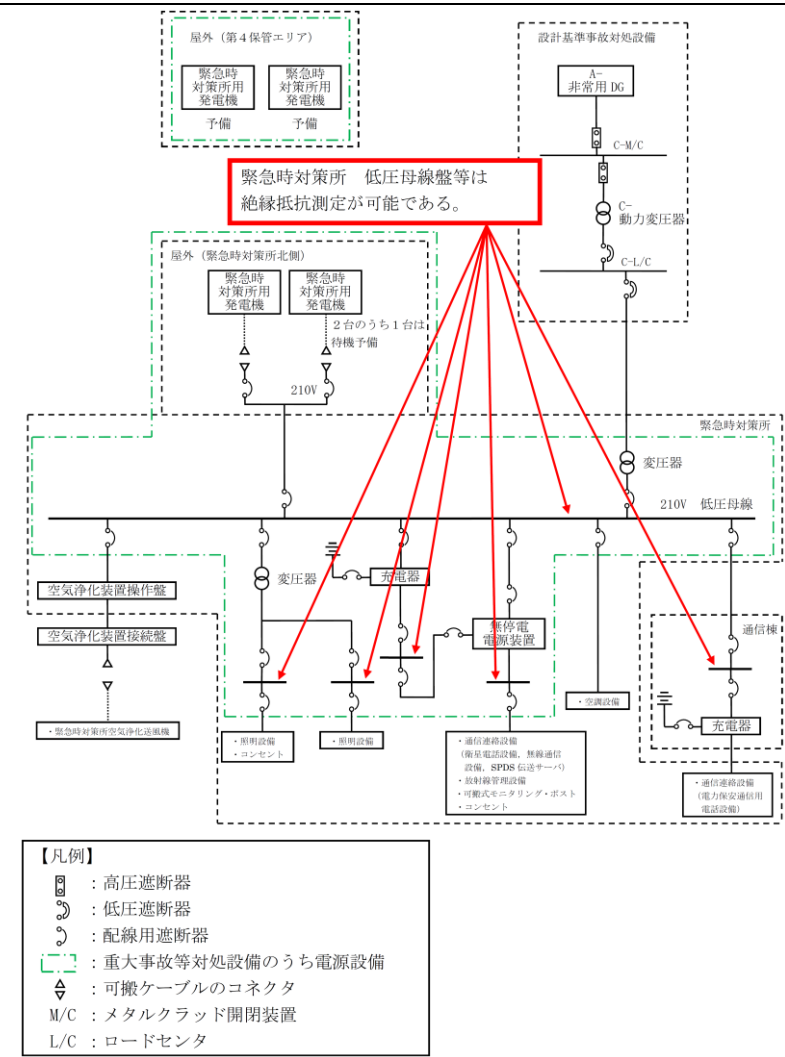 屋外（第４保管エリア）
緊急時
対策所用
発電機
緊急時
対策所用
発電機
予備
予備
設計基準事故対処設備
A-
非常用 DG
C-M/C
C-
動力変圧器
C-L/C
緊急時対策所　低圧母線盤等は
絶縁抵抗測定が可能である。
屋外（緊急時対策所北側）
緊急時
対策所用
発電機
緊急時
対策所用
発電機
２台のうち１台は
待機予備
210V
緊急時対策所
変圧器
210V　低圧母線
空気浄化装置操作盤
空気浄化装置接続盤
変圧器
充電器
無停電
電源装置
通信棟
充電器
・緊急時対策所空気浄化送風機
・照明設備
・コンセント
・照明設備
・通信連絡設備
（衛星電話設備、無線通信
設備、SPDS 伝送サーバ）
・放射線管理設備
・可搬式モニタリング・ポスト
・コンセント
・空調設備
・通信連絡設備
（電力保安通信用
電話設備）
【凡例】
：高圧遮断器
：低圧遮断器
：配線用遮断器
：重大事故等対処設備のうち電源設備
：可搬ケーブルのコネクタ
M/C ：メタルクラッド開閉装置
L/C ：ロードセンタ